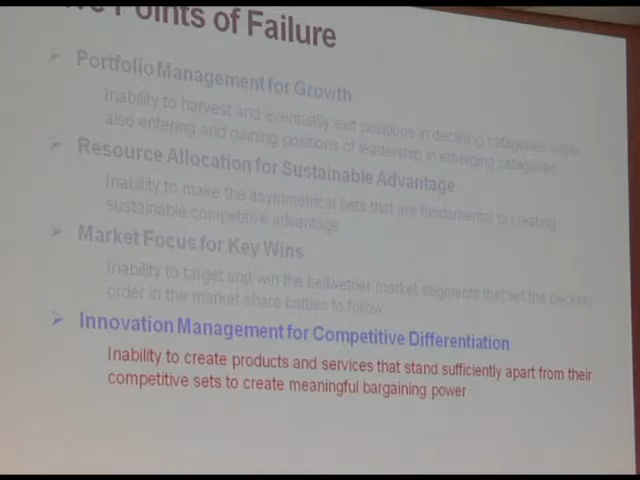 Points of Failure
Portfolio Management for Growth
Inability to harvest and eventually exit positions in declining categories while
also entering and gaining positions of leadership in emerging categories
Resource Allocation for Sustainable Advantage
Inability to make the asymmetrical bets that are fundamental to creating
sustainable competitive advantage
Market Focus for Key Wins
Inability to target and win the bellwether market segments that set the pecking
order in the market share battles to follow
Innovation Management for Competitive Differentiation
Inability to create products and services that stand sufficiently apart from their
competitive sets to create meaningful bargaining power